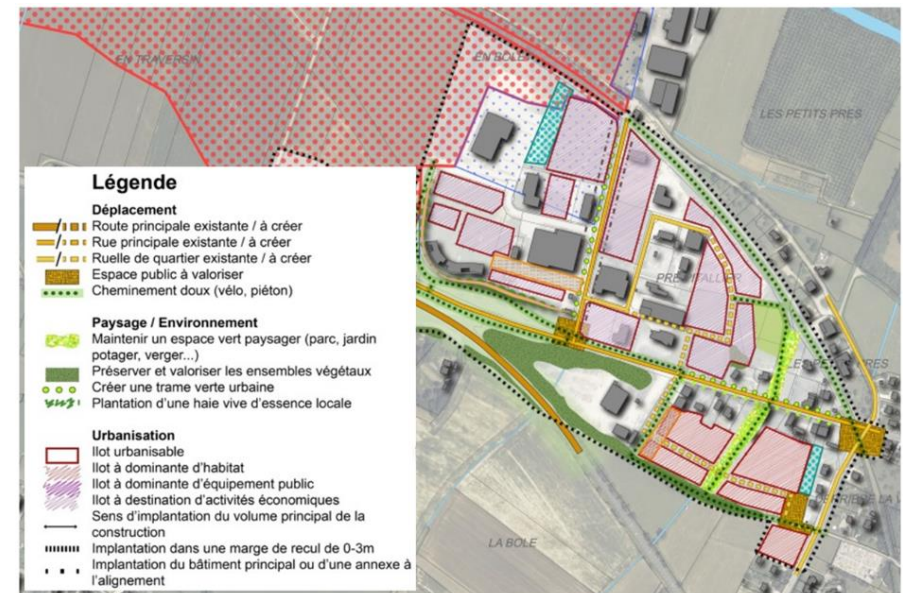 EN TRAVERSIN
EN BOLE
LES PETITS PRES
Légende
Déplacement
Route principale existante / à créer
Rue principale existante / à créer
Ruelle de quartier existante / à créer
Espace public à valoriser
Cheminement doux (vélo, piéton)
Paysage / Environnement
Maintenir un espace vert paysager (parc, jardin
potager, verger...)
Préserver et valoriser les ensembles végétaux
Créer une trame verte urbaine
Plantation d'une haie vive d'essence locale
Urbanisation
Ilot urbanisable
Ilot à dominante d'habitat
Ilot à dominante d'équipement public
Ilot à destination d'activités économiques
Sens d'implantation du volume principal de la
construction
Implantation dans une marge de recul de 0-3m
Implantation du bâtiment principal ou d'une annexe à
l'alignement
LA BOLE